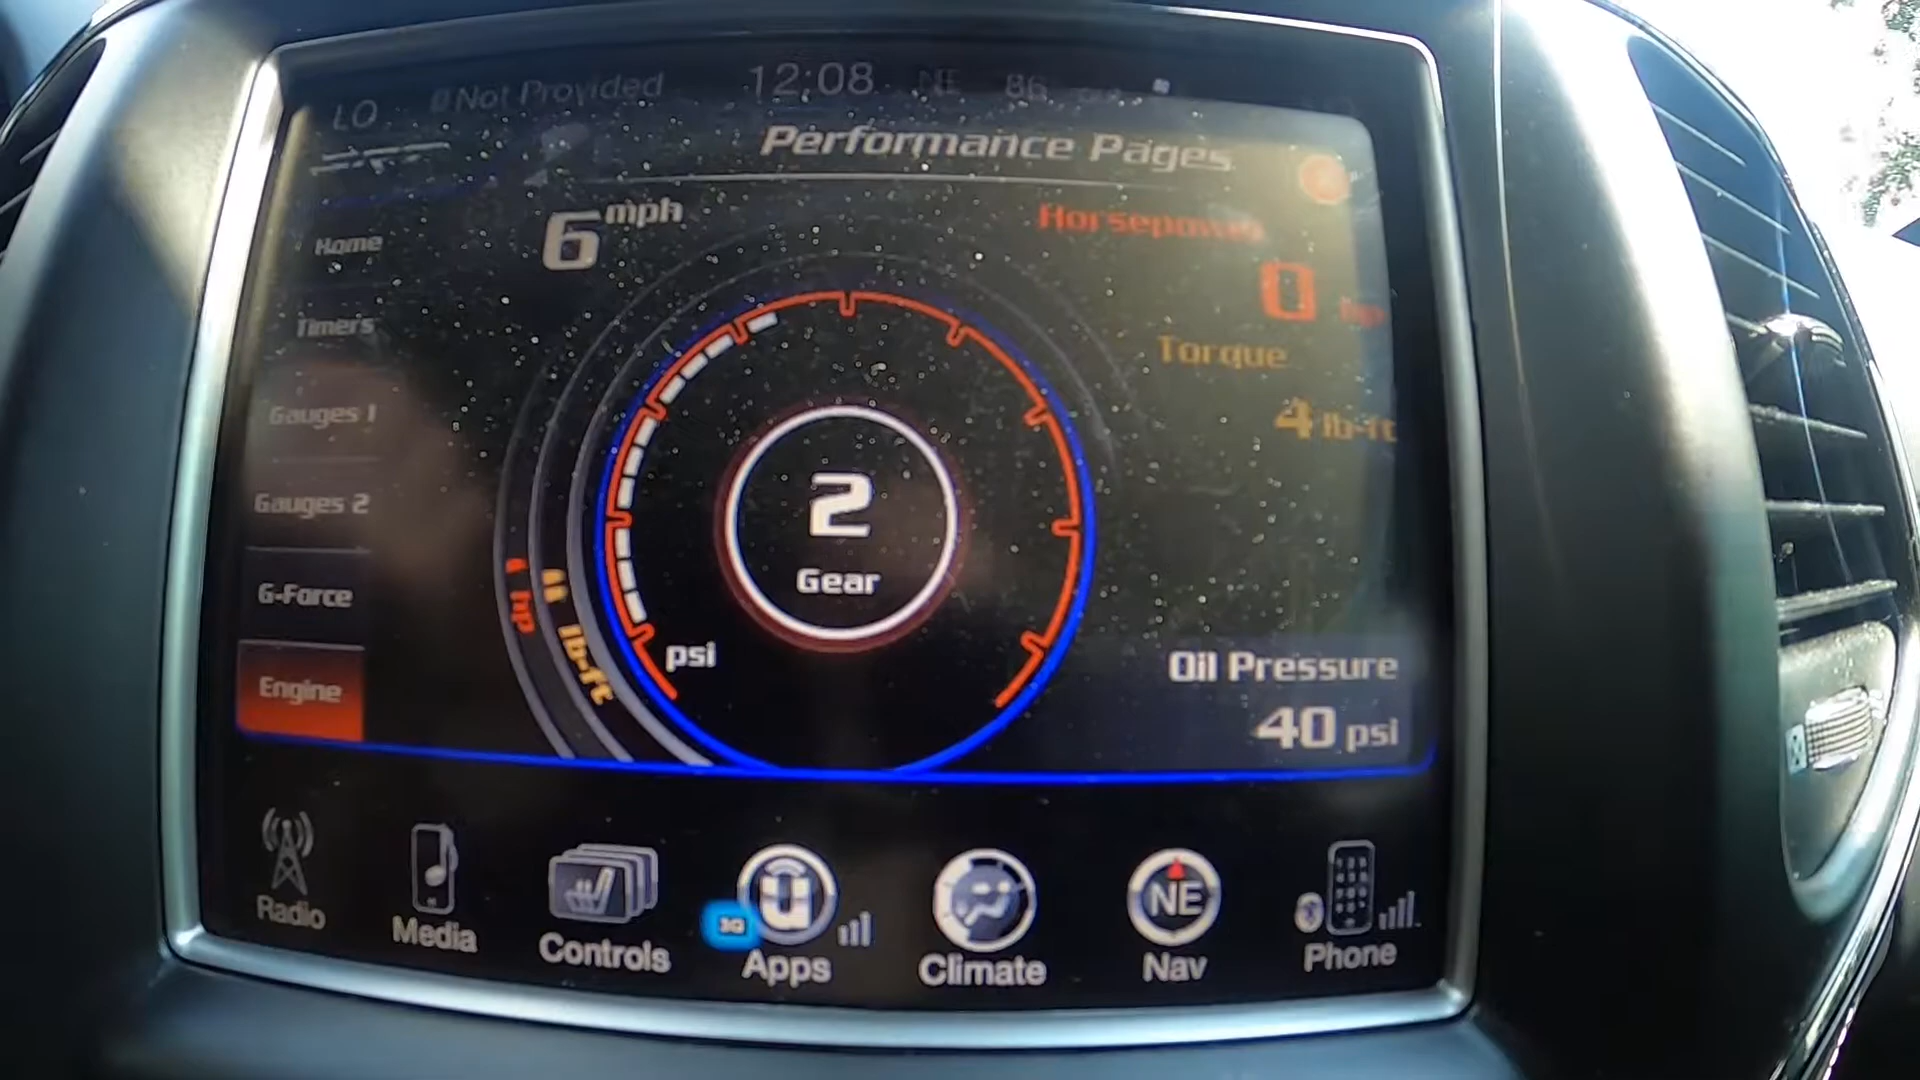 LO
Not Provided
12:08
NE
86
Performance Pages
6 mph
Horsepower
0 hp
Home
Timers
Torque
4 lb-ft
Gauges 1
Gauges 2
2
Gear
G-Force
hp
lb-ft
psi
Engine
Oil Pressure
40 psi
Radio
Media
Controls
3G
Apps
Climate
NE
Nav
Phone